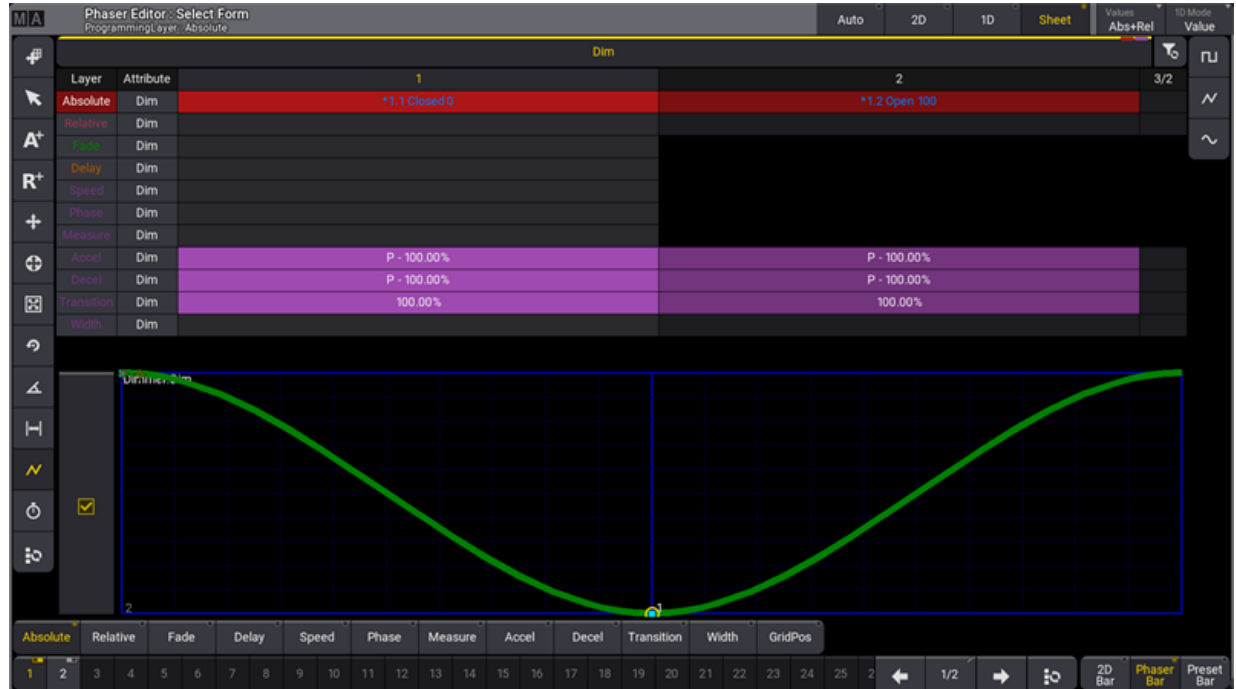 MA Phaser Editor : Select Form Auto 2D 1D Sheet Values 1D Mode
ProgrammingLayer: Absolute Abs+Rel Value
Dim
Layer Attribute 1 2 3/2
Absolute Dim *1.1 Closed 0 *1.2 Open 100
Relative Dim
Fade Dim
Delay Dim
Speed Dim
Phase Dim
Measure Dim
Accel Dim P - 100.00% P - 100.00%
Decel Dim P - 100.00% P - 100.00%
Transition Dim 100.00% 100.00%
Width Dim
A+
R+
Dimmer.Dim
2 1
Absolute Relative Fade Delay Speed Phase Measure Accel Decel Transition Width GridPos
1 2 3 4 5 6 7 8 9 10 11 12 13 14 15 16 17 18 19 20 21 22 23 24 25 2 1/2 2D Bar Phaser Bar Preset Bar